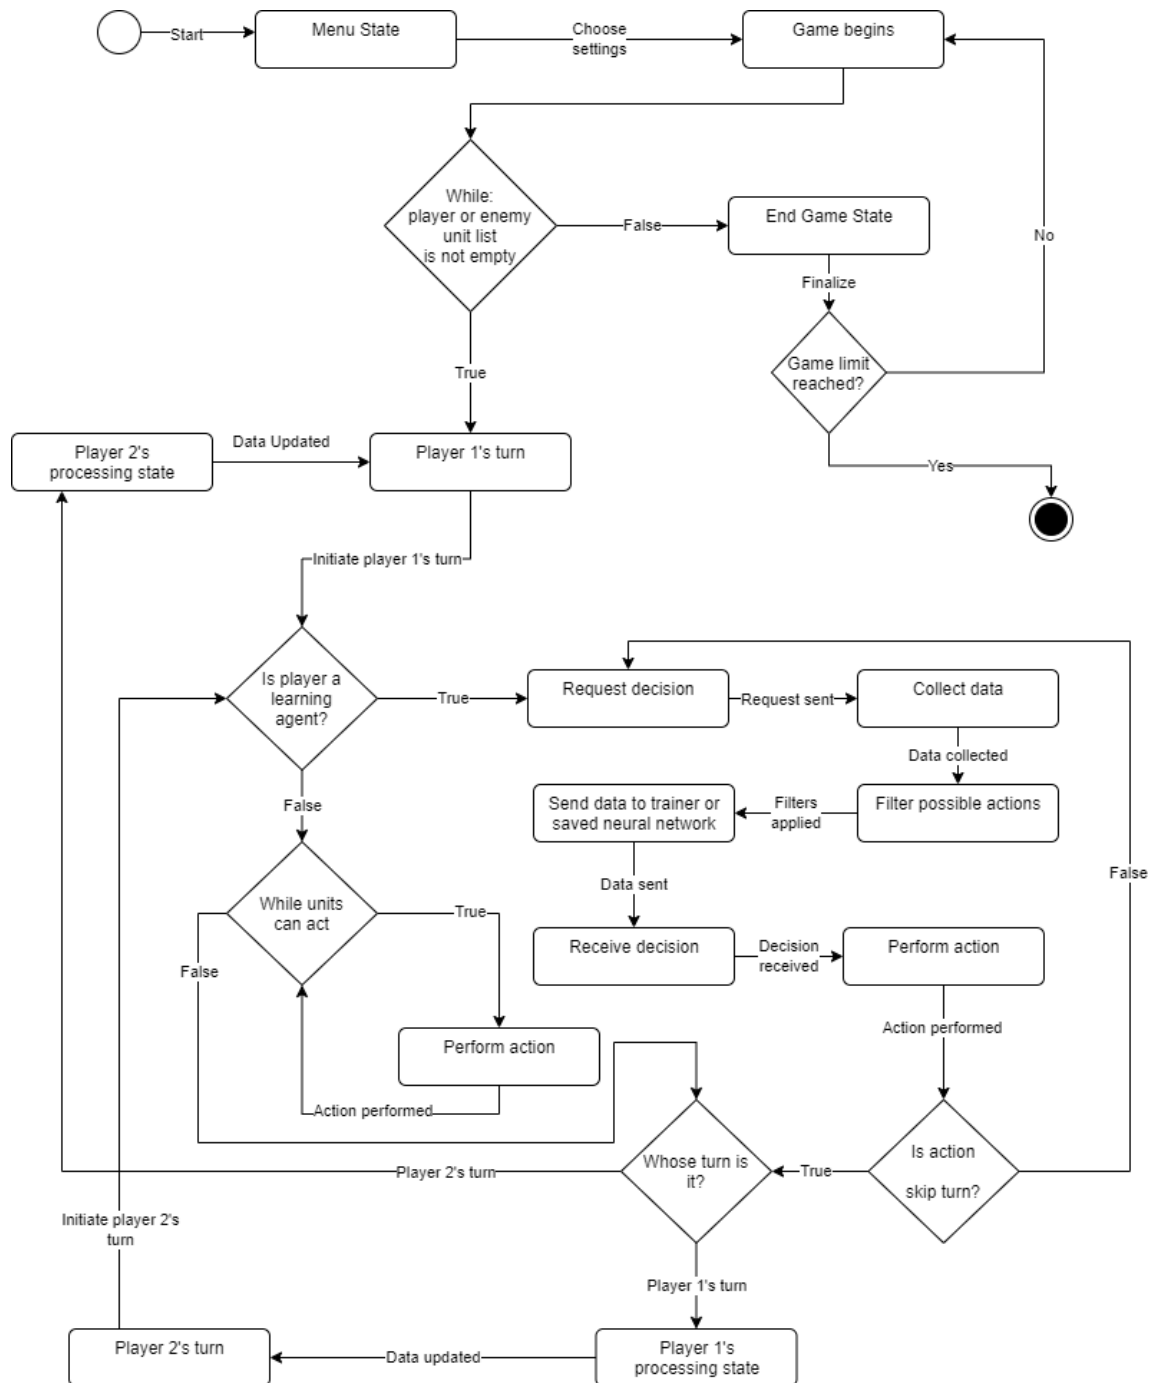 Start
Menu State
Choose
settings
Game begins
While:
player or enemy
unit list
is not empty
False
End Game State
No
Finalize
Game limit
reached?
True
Player 2's
processing state
Data Updated
Player 1's turn
Yes
Initiate player 1's turn
Is player a
learning
agent?
True
Request decision
Request sent
Collect data
Data collected
False
Send data to trainer or
saved neural network
Filters
applied
Filter possible actions
False
Data sent
While units
can act
True
Receive decision
Decision
received
Perform action
False
Action performed
Perform action
Action performed
Whose turn is
it?
True
Is action
skip turn?
Player 2's turn
Initiate player 2's
turn
Player 1's turn
Player 2's turn
Data updated
Player 1's
processing state